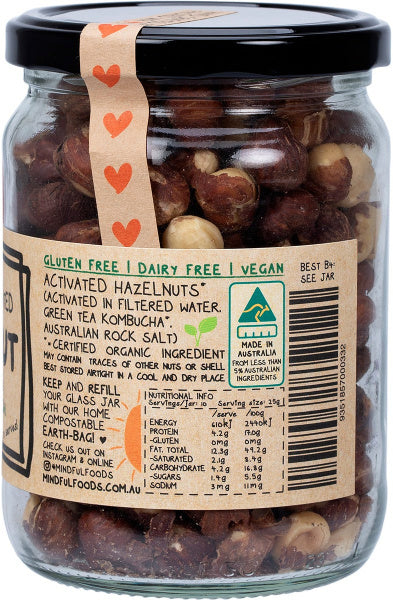 GLUTEN FREE | DAIRY FREE | VEGAN
ACTIVATED HAZELNUTS*
(ACTIVATED IN FILTERED WATER,
GREEN TEA KOMBUCHA*,
AUSTRALIAN ROCK SALT)
*CERTIFIED ORGANIC INGREDIENT
MAY CONTAIN TRACES OF OTHER NUTS OR SHELL
BEST STORED AIRTIGHT IN A COOL AND DRY PLACE
KEEP AND REFILL
YOUR GLASS JAR
WITH OUR HOME
COMPOSTABLE
EARTH-BAG!
CHECK US OUT ON
INSTAGRAM & ONLINE
@MINDFULFOODS
MINDFULFOODS.COM.AU
NUTRITIONAL INFO
Servings/jar: 10 Serving size: 25g
/serve /100g
ENERGY 610kJ 2440kJ
PROTEIN 4.2g 17.0g
-GLUTEN 0mg 0mg
FAT. TOTAL 12.3g 49.2g
-SATURATED 2.1g 8.4g
CARBOHYDRATE 4.2g 16.8g
-SUGARS 1.4g 5.5g
SODIUM 3mg 11mg
MADE IN
AUSTRALIA
FROM LESS THAN
5% AUSTRALIAN
INGREDIENTS
BEST B4:
SEE JAR
9351857000332